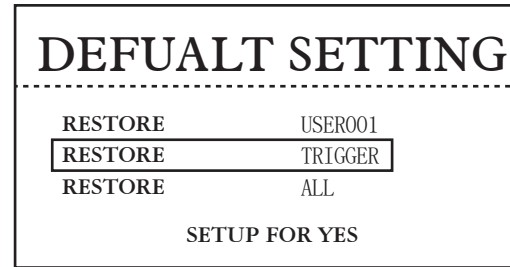 DEFUALT SETTING
RESTORE USER001
RESTORE TRIGGER
RESTORE ALL
SETUP FOR YES